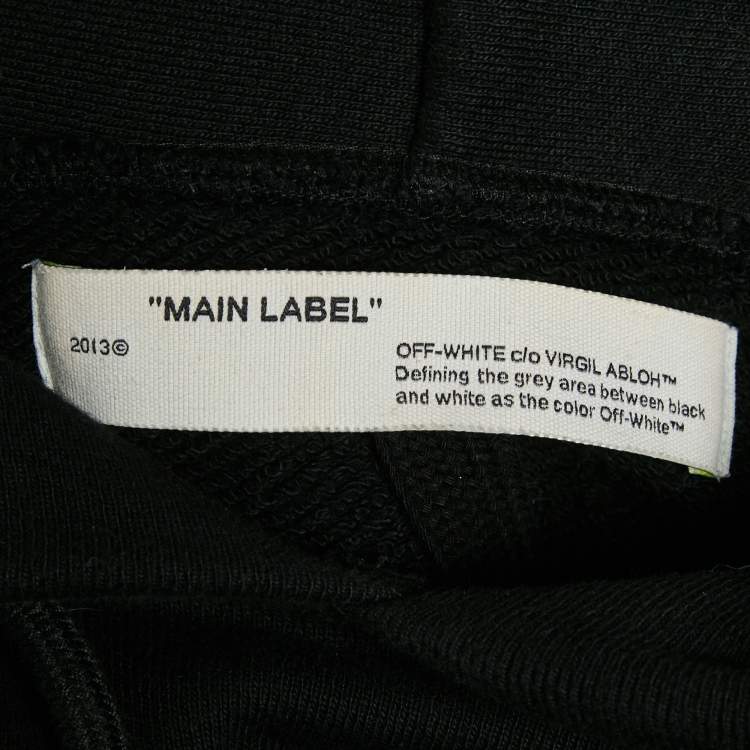 "MAIN LABEL"
2013©
OFF-WHITE c/o VIRGIL ABLOH™
Defining the grey area between black
and white as the color Off-White™